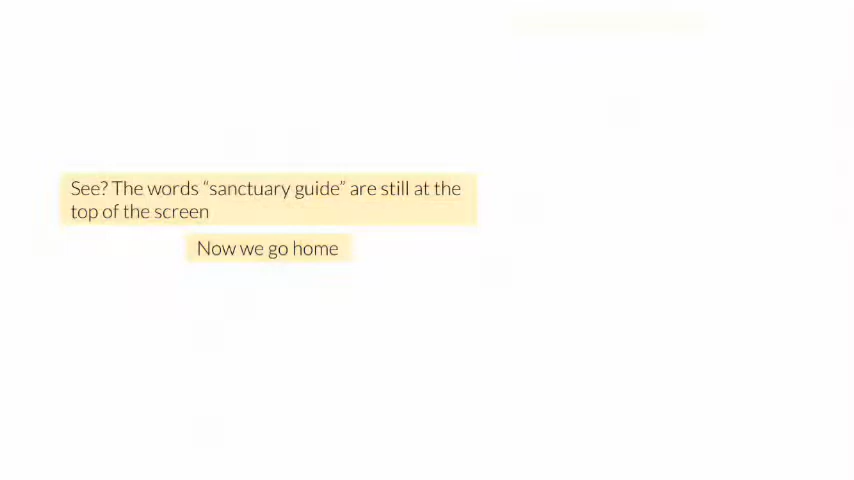 See? The words “sanctuary guide” are still at the
top of the screen
Now we go home